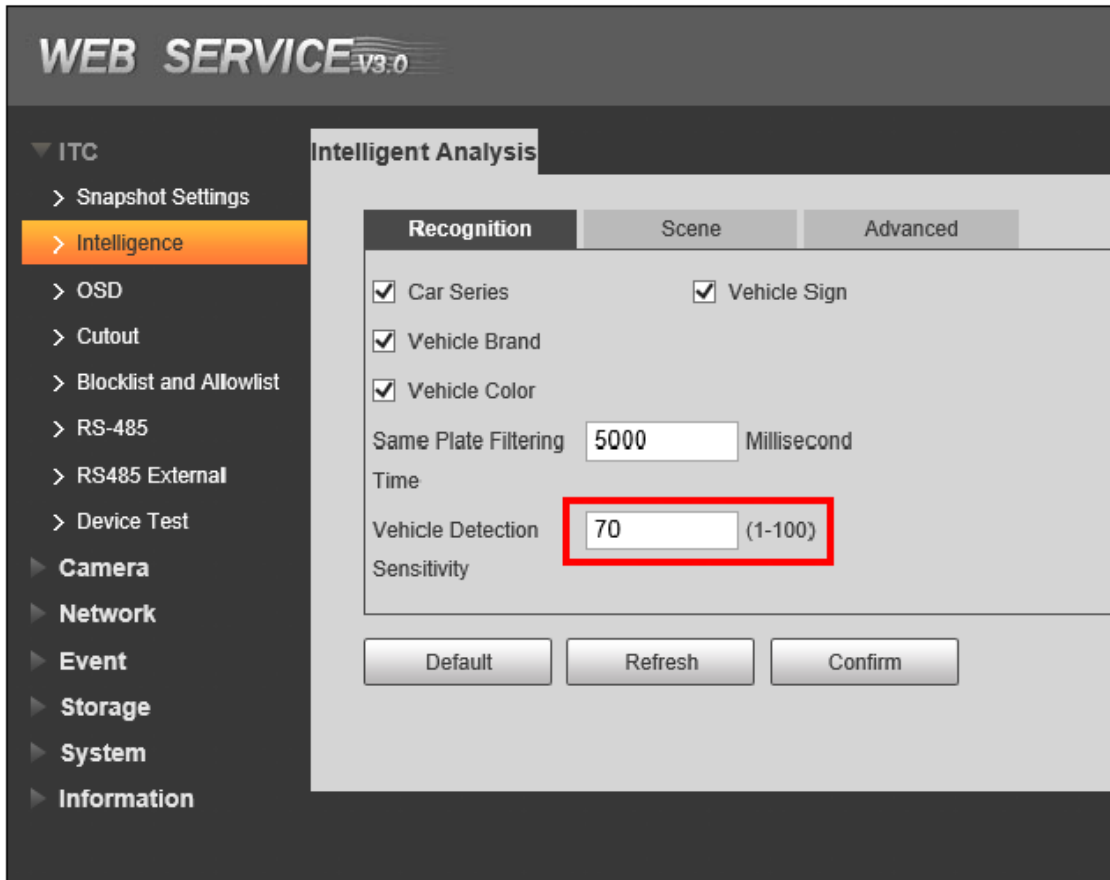 WEB SERVICE V3.0
ITC
Snapshot Settings
Intelligence
OSD
Cutout
Blocklist and Allowlist
RS-485
RS485 External
Device Test
Camera
Network
Event
Storage
System
Information
Intelligent Analysis
Recognition Scene Advanced
Car Series Vehicle Sign
Vehicle Brand
Vehicle Color
Same Plate Filtering 5000 Millisecond
Time
Vehicle Detection 70 (1-100)
Sensitivity
Default Refresh Confirm